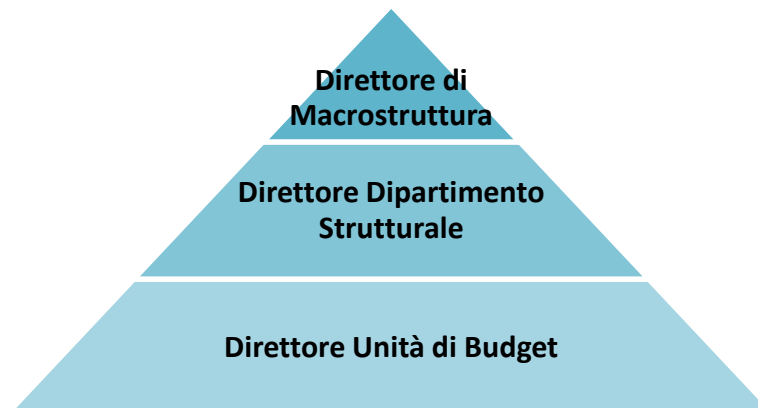 Direttore di
Macrostruttura
Direttore Dipartimento
Strutturale
Direttore Unità di Budget